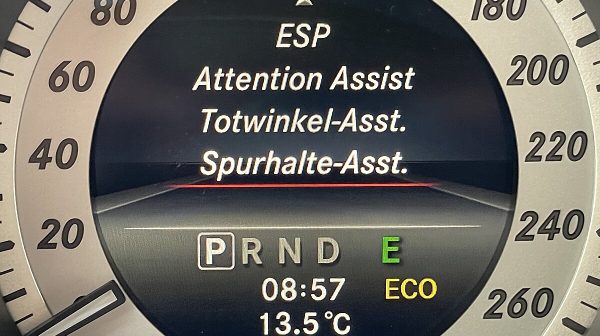 80
180
ESP
60
Attention Assist
200
Totwinkel-Asst.
40
Spurhalte-Asst.
220
20
P R N D E
240
08:57 ECO
260
13.5°C